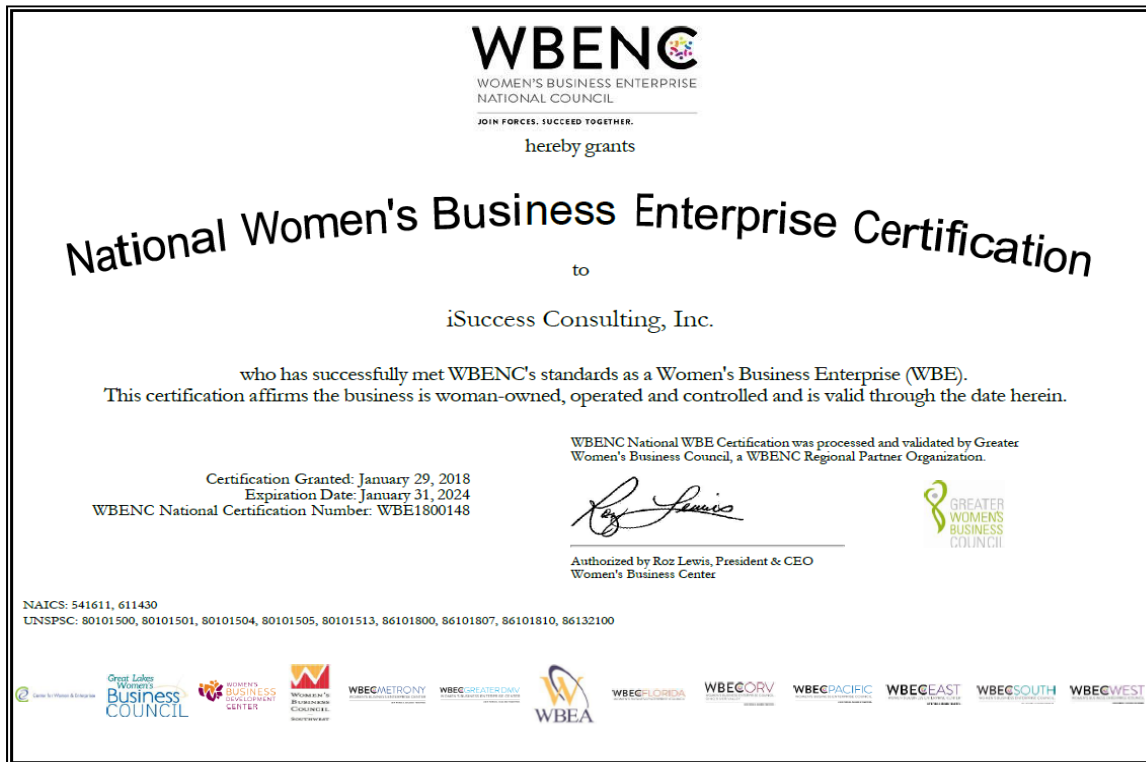 WBENC
WOMEN'S BUSINESS ENTERPRISE
NATIONAL COUNCIL
JOIN FORCES. SUCCEED TOGETHER.
hereby grants
National Women's Business Enterprise Certification
to
iSuccess Consulting, Inc.
who has successfully met WBENC's standards as a Women's Business Enterprise (WBE).
This certification affirms the business is woman-owned, operated and controlled and is valid through the date herein.
WBENC National WBE Certification was processed and validated by Greater
Women's Business Council, a WBENC Regional Partner Organization.
Certification Granted: January 29, 2018
Expiration Date: January 31, 2024
WBENC National Certification Number: WBE1800148
Roz Lewis
GREATER
WOMEN'S
BUSINESS
COUNCIL
Authorized by Roz Lewis, President & CEO
Women's Business Center
NAICS: 541611, 611430
UNSPSC: 80101500, 80101501, 80101504, 80101505, 80101513, 86101800, 86101807, 86101810, 86132100
Center for Women & Enterprise
Great Lakes
Women's
Business
COUNCIL
WOMEN'S
BUSINESS
DEVELOPMENT
CENTER
WOMEN'S
BUSINESS
COUNCIL
SOUTHWEST
WBECMETRONY
WBECGREATERDMV
WBEA
WBECFLORIDA
WBECORV
WBECPACIFIC
WBECEAST
WBECSOUTH
WBECWEST